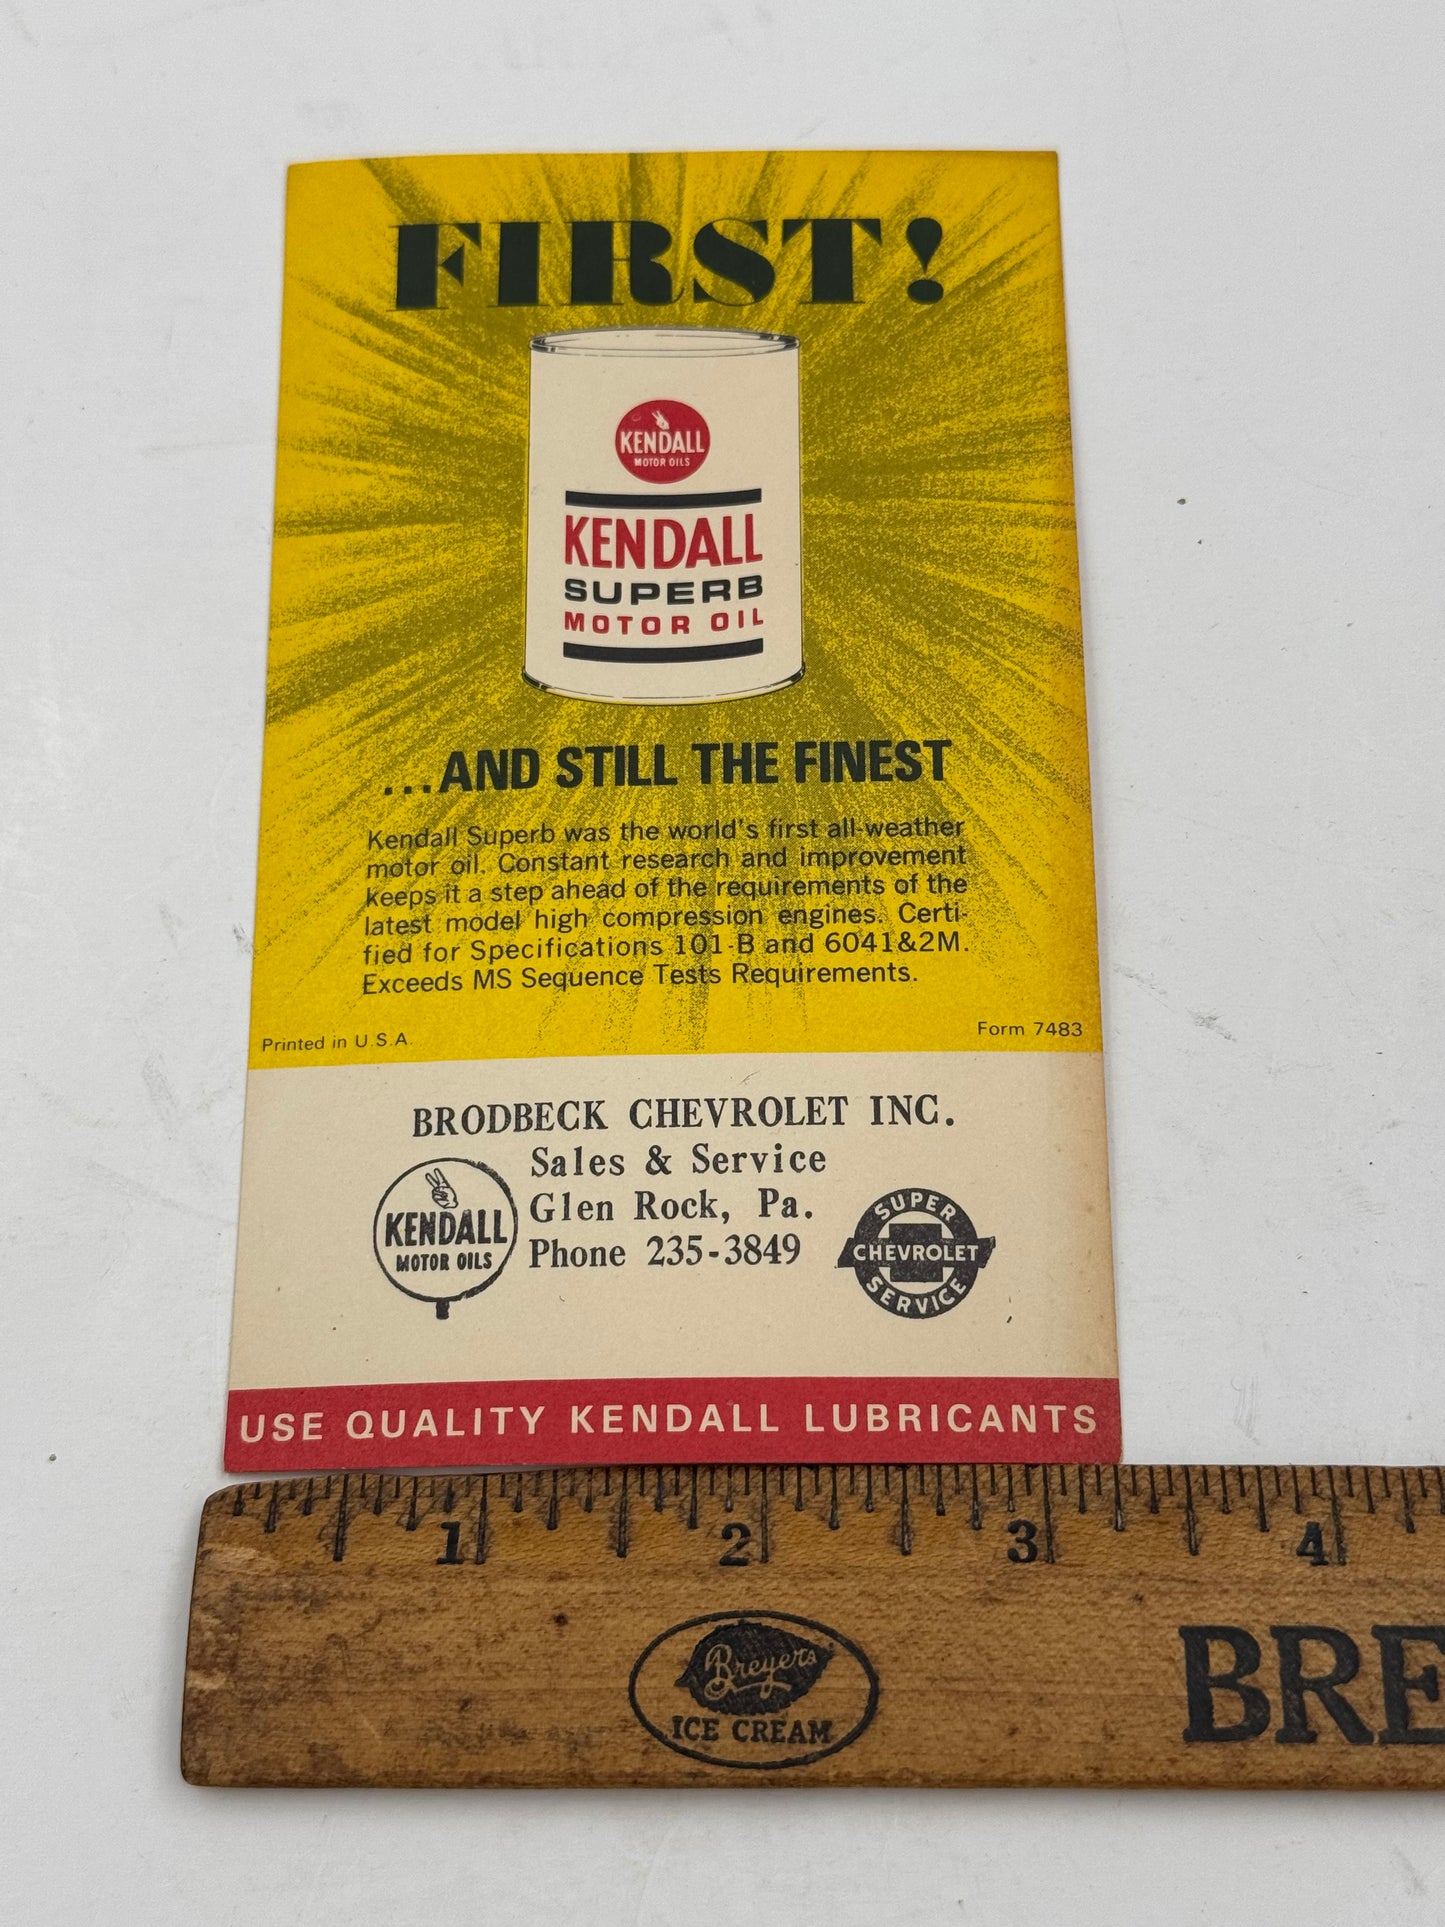 FIRST!
KENDALL
MOTOR OILS
KENDALL
SUPERB
MOTOR OIL
...AND STILL THE FINEST
Kendall Superb was the world's first all-weather
motor oil. Constant research and improvement
keeps it a step ahead of the requirements of the
latest model high compression engines. Certi-
fied for Specifications 101-B and 6041&2M.
Exceeds MS Sequence Tests Requirements.
Printed in U.S.A.
Form 7483
BRODBECK CHEVROLET INC.
Sales & Service
Glen Rock, Pa.
Phone 235-3849
KENDALL
MOTOR OILS
SUPER
CHEVROLET
SERVICE
USE QUALITY KENDALL LUBRICANTS
1 2 3 4
Breyers
ICE CREAM
BRE